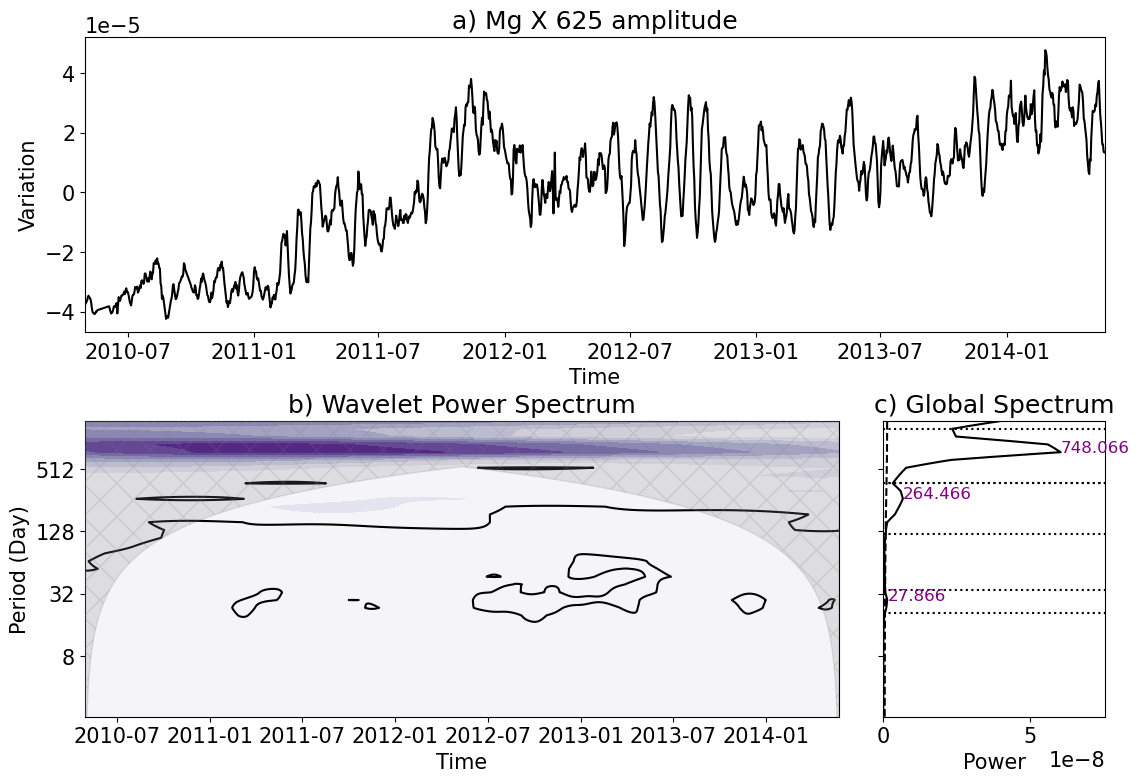 a) Mg X 625 amplitude
1e−5
4
2
0
−2
−4
Variation
2010-07 2011-01 2011-07 2012-01 2012-07 2013-01 2013-07 2014-01
Time
b) Wavelet Power Spectrum
512
128
32
8
Period (Day)
2010-07 2011-01 2011-07 2012-01 2012-07 2013-01 2013-07 2014-01
Time
c) Global Spectrum
748.066
264.466
27.866
0 5
Power 1e−8